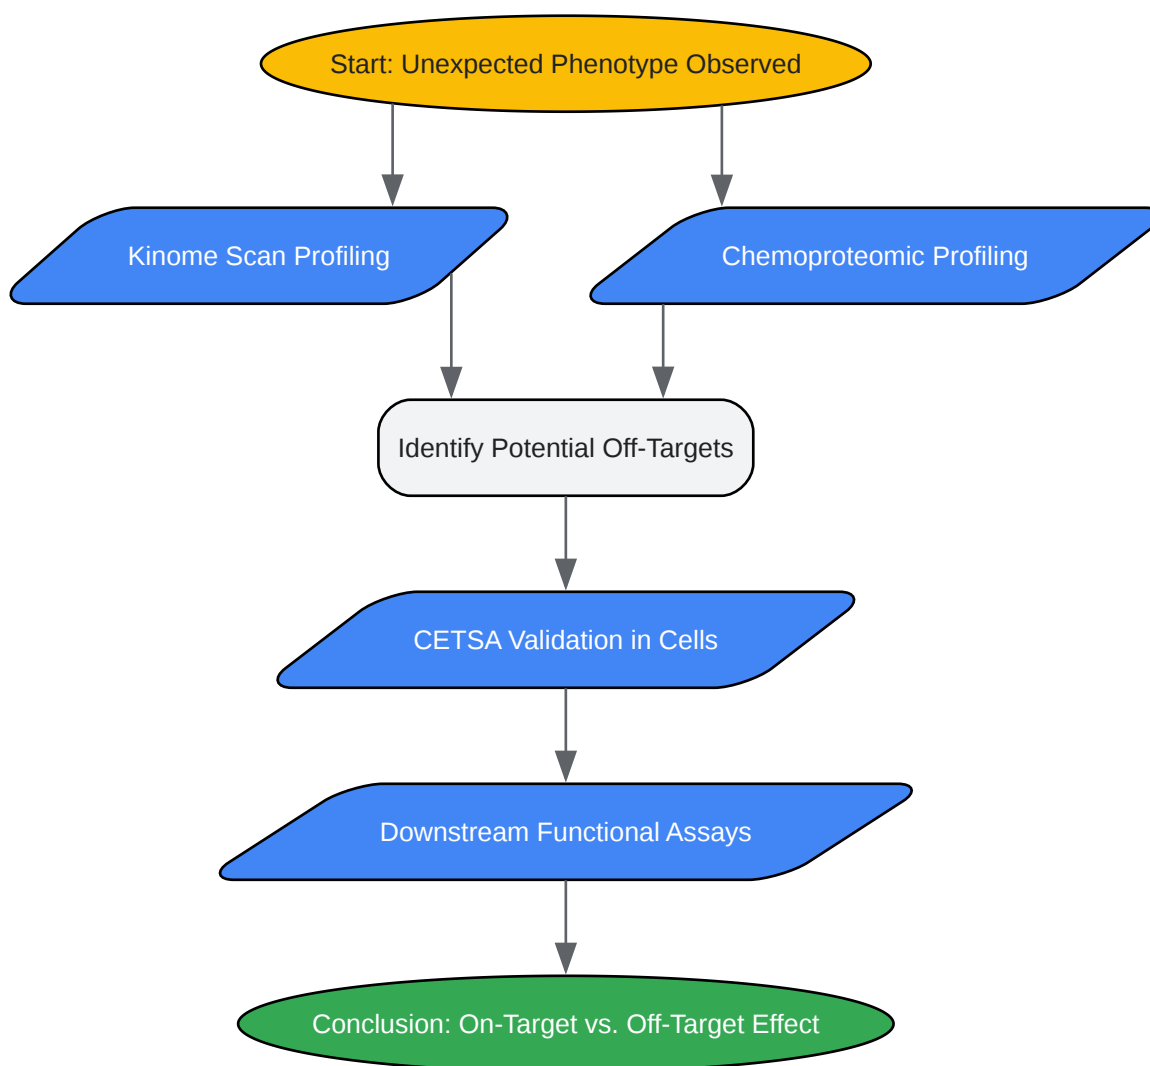 Start: Unexpected Phenotype Observed
Kinome Scan Profiling
Chemoproteomic Profiling
Identify Potential Off-Targets
CETSA Validation in Cells
Downstream Functional Assays
Conclusion: On-Target vs. Off-Target Effect